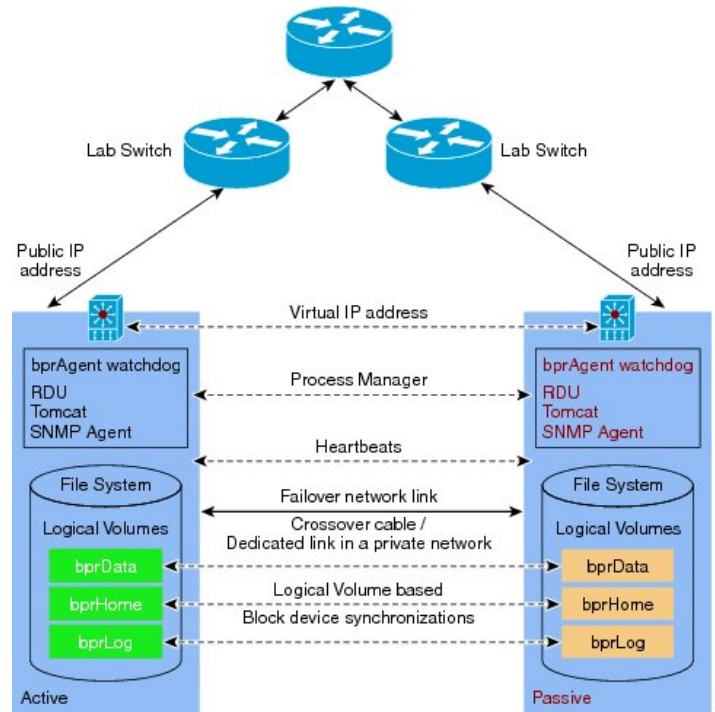 Lab Switch
Lab Switch
Public IP
address
Public IP
address
Virtual IP address
bprAgent watchdog
RDU
Tomcat
SNMP Agent
Process Manager
bprAgent watchdog
RDU
Tomcat
SNMP Agent
Heartbeats
File System
Logical Volumes
bprData
bprHome
bprLog
Failover network link
Crossover cable /
Dedicated link in a private network
Logical Volume based
Block device synchronizations
File System
Logical Volumes
bprData
bprHome
bprLog
Active
Passive